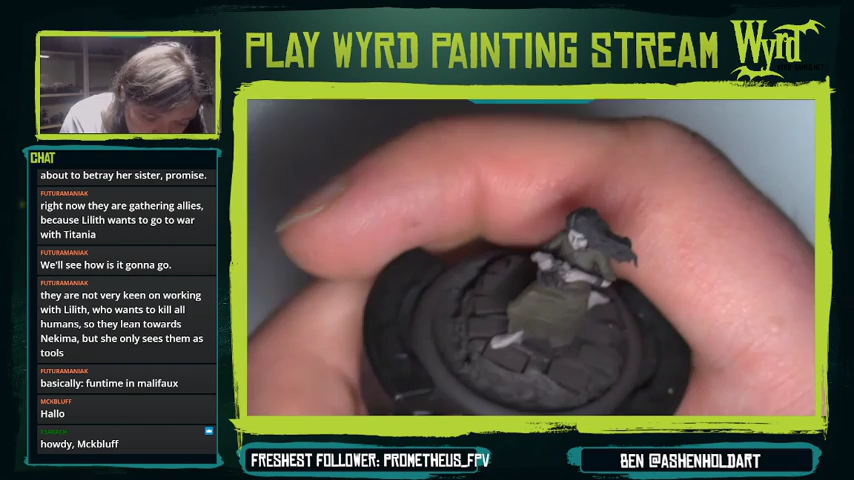 PLAY WYRD PAINTING STREAM
Wyrd
CHAT
about to betray her sister, promise.
FUTURAMANIAK
right now they are gathering allies,
because Lilith wants to go to war
with Titania
FUTURAMANIAK
We'll see how is it gonna go.
FUTURAMANIAK
they are not very keen on working
with Lilith, who wants to kill all
humans, so they lean towards
Nekima, but she only sees them as
tools
FUTURAMANIAK
basically: funtime in malifaux
MCKBLUFF
Hallo
howdy, Mckbluff
FRESHEST FOLLOWER: PROMETHEUS_FPV
BEN @ASHENHOLDART